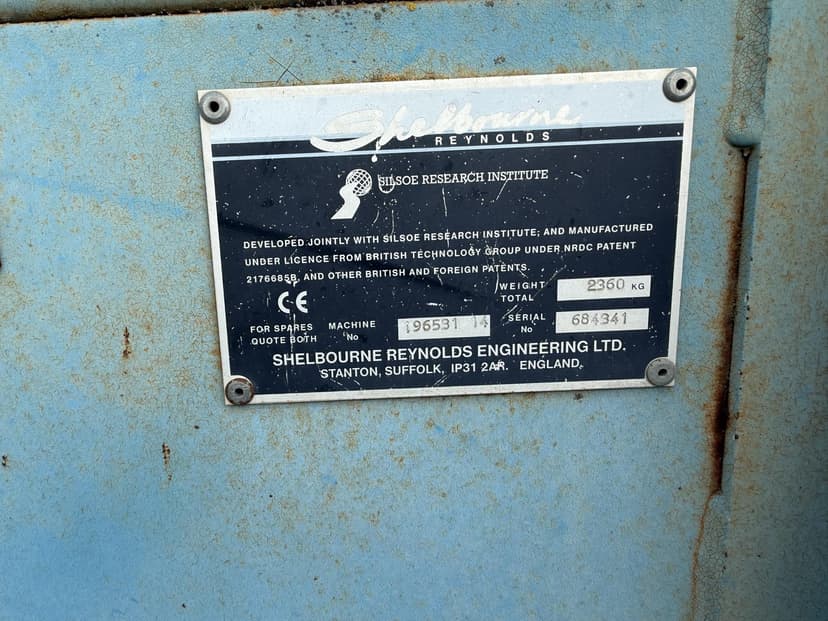 Shelbourne
REYNOLDS
SILSOE RESEARCH INSTITUTE
DEVELOPED JOINTLY WITH SILSOE RESEARCH INSTITUTE; AND MANUFACTURED
UNDER LICENCE FROM BRITISH TECHNOLOGY GROUP UNDER NRDC PATENT
2176685B, AND OTHER BRITISH AND FOREIGN PATENTS.
WEIGHT TOTAL 2360 KG
CE
FOR SPARES QUOTE BOTH MACHINE No 196531 14 SERIAL No 684341
SHELBOURNE REYNOLDS ENGINEERING LTD.
STANTON, SUFFOLK, IP31 2AR. ENGLAND.